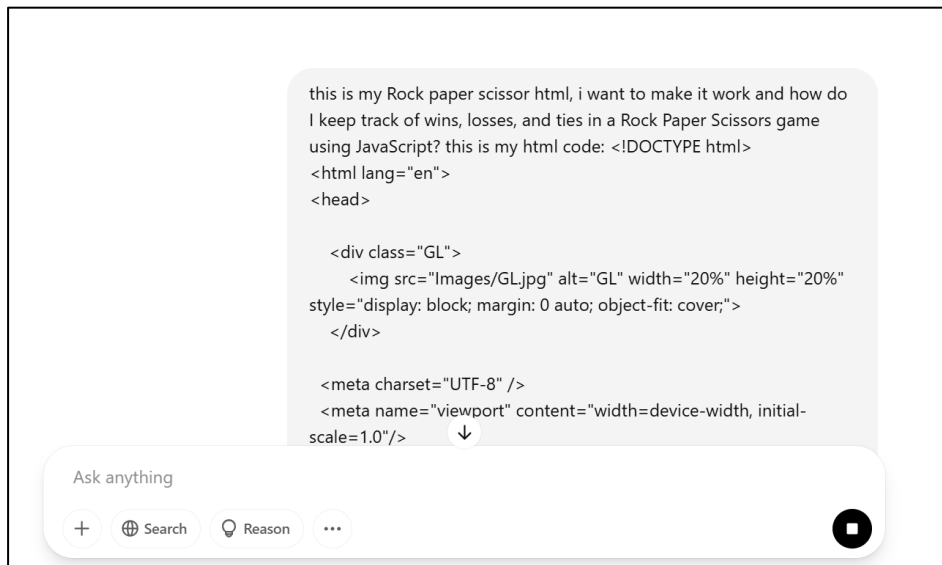 this is my Rock paper scissor html, i want to make it work and how do
I keep track of wins, losses, and ties in a Rock Paper Scissors game
using JavaScript? this is my html code: <!DOCTYPE html>
<html lang="en">
<head>
<div class="GL">
<img src="Images/GL.jpg" alt="GL" width="20%" height="20%"
style="display: block; margin: 0 auto; object-fit: cover;">
</div>
<meta charset="UTF-8" />
<meta name="viewport" content="width=device-width, initial-
scale=1.0"/>
Ask anything
Search Reason